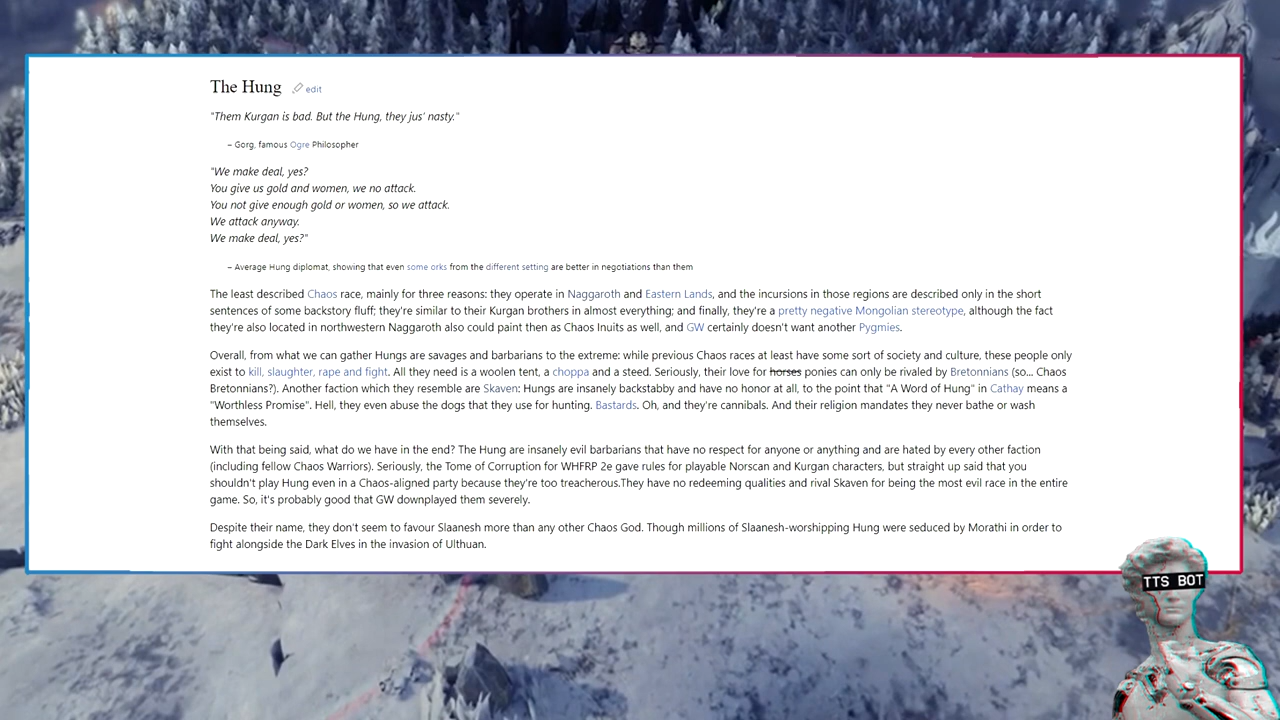 The Hung edit
"Them Kurgan is bad. But the Hung, they jus' nasty."
– Gorg, famous Ogre Philosopher
"We make deal, yes?
You give us gold and women, we no attack.
You not give enough gold or women, so we attack.
We attack anyway.
We make deal, yes?"
– Average Hung diplomat, showing that even some orks from the different setting are better in negotiations than them
The least described Chaos race, mainly for three reasons: they operate in Naggaroth and Eastern Lands, and the incursions in those regions are described only in the short
sentences of some backstory fluff; they're similar to their Kurgan brothers in almost everything; and finally, they're a pretty negative Mongolian stereotype, although the fact
they're also located in northwestern Naggaroth also could paint then as Chaos Inuits as well, and GW certainly doesn't want another Pygmies.
Overall, from what we can gather Hungs are savages and barbarians to the extreme: while previous Chaos races at least have some sort of society and culture, these people only
exist to kill, slaughter, rape and fight. All they need is a woolen tent, a choppa and a steed. Seriously, their love for horses ponies can only be rivaled by Bretonnians (so... Chaos
Bretonnians?). Another faction which they resemble are Skaven: Hungs are insanely backstabby and have no honor at all, to the point that "A Word of Hung" in Cathay means a
"Worthless Promise". Hell, they even abuse the dogs that they use for hunting. Bastards. Oh, and they're cannibals. And their religion mandates they never bathe or wash
themselves.
With that being said, what do we have in the end? The Hung are insanely evil barbarians that have no respect for anyone or anything and are hated by every other faction
(including fellow Chaos Warriors). Seriously, the Tome of Corruption for WHFRP 2e gave rules for playable Norscan and Kurgan characters, but straight up said that you
shouldn't play Hung even in a Chaos-aligned party because they're too treacherous.They have no redeeming qualities and rival Skaven for being the most evil race in the entire
game. So, it's probably good that GW downplayed them severely.
Despite their name, they don't seem to favour Slaanesh more than any other Chaos God. Though millions of Slaanesh-worshipping Hung were seduced by Morathi in order to
fight alongside the Dark Elves in the invasion of Ulthuan.
TTS BOT